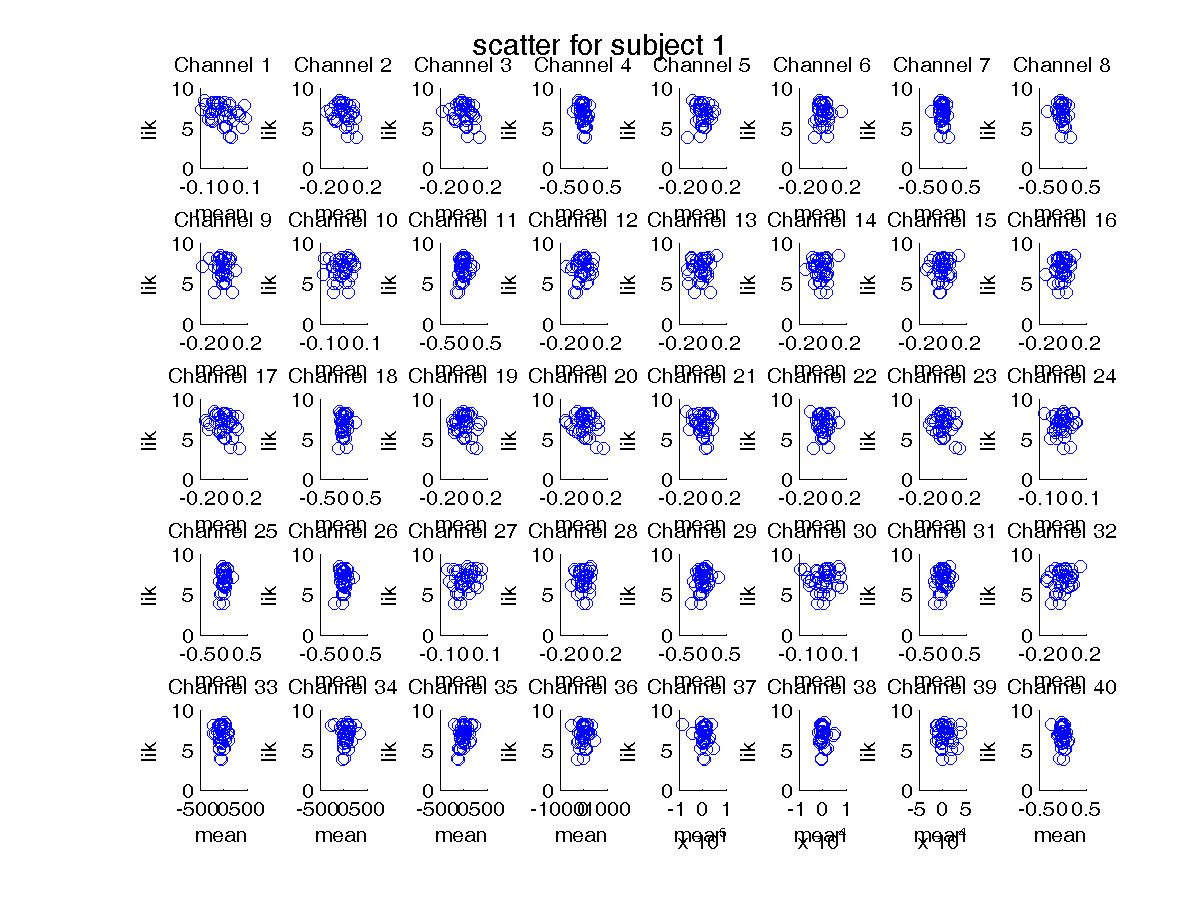 scatter for subject 1
Channel 1 Channel 2 Channel 3 Channel 4 Channel 5 Channel 6 Channel 7 Channel 8
10 10 10 10 10 10 10 10
lik lik lik lik lik lik lik lik
5 5 5 5 5 5 5 5
0 0 0 0 0 0 0 0
-0.1 0 0.1 -0.2 0 0.2 -0.2 0 0.2 -0.5 0 0.5 -0.2 0 0.2 -0.2 0 0.2 -0.5 0 0.5 -0.5 0 0.5
mean mean mean mean mean mean mean mean
Channel 9 Channel 10 Channel 11 Channel 12 Channel 13 Channel 14 Channel 15 Channel 16
10 10 10 10 10 10 10 10
lik lik lik lik lik lik lik lik
5 5 5 5 5 5 5 5
0 0 0 0 0 0 0 0
-0.2 0 0.2 -0.1 0 0.1 -0.5 0 0.5 -0.2 0 0.2 -0.2 0 0.2 -0.2 0 0.2 -0.2 0 0.2 -0.2 0 0.2
mean mean mean mean mean mean mean mean
Channel 17 Channel 18 Channel 19 Channel 20 Channel 21 Channel 22 Channel 23 Channel 24
10 10 10 10 10 10 10 10
lik lik lik lik lik lik lik lik
5 5 5 5 5 5 5 5
0 0 0 0 0 0 0 0
-0.2 0 0.2 -0.5 0 0.5 -0.2 0 0.2 -0.2 0 0.2 -0.2 0 0.2 -0.2 0 0.2 -0.2 0 0.2 -0.1 0 0.1
mean mean mean mean mean mean mean mean
Channel 25 Channel 26 Channel 27 Channel 28 Channel 29 Channel 30 Channel 31 Channel 32
10 10 10 10 10 10 10 10
lik lik lik lik lik lik lik lik
5 5 5 5 5 5 5 5
0 0 0 0 0 0 0 0
-0.5 0 0.5 -0.5 0 0.5 -0.1 0 0.1 -0.2 0 0.2 -0.5 0 0.5 -0.1 0 0.1 -0.5 0 0.5 -0.2 0 0.2
mean mean mean mean mean mean mean mean
Channel 33 Channel 34 Channel 35 Channel 36 Channel 37 Channel 38 Channel 39 Channel 40
10 10 10 10 10 10 10 10
lik lik lik lik lik lik lik lik
5 5 5 5 5 5 5 5
0 0 0 0 0 0 0 0
-500 0 500 -500 0 500 -500 0 500 -1000 0 1000 -1 0 1 -1 0 1 -5 0 5 -0.5 0 0.5
mean mean mean mean mean mean mean mean
x 10 x 10 x 10